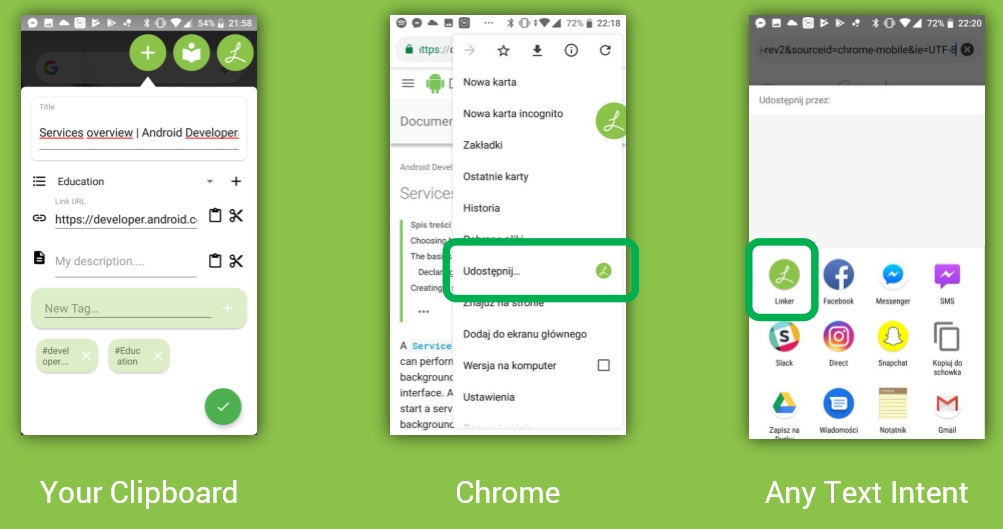 54% 21:58
Title
Services overview | Android Developer
Education
Link URL
https://developer.android.c
My description....
New Tag...
#devel
oper....
#Educ
ation
Your Clipboard
72% 22:18
ttps://
Nowa karta
Nowa karta incognito
Zakładki
Ostatnie karty
Historia
Pobrane pliki
Udostępnij...
Znajdź na stronie
Dodaj do ekranu głównego
Wersja na komputer
Ustawienia
Documen
Android Devel
Services
Spis treści
Choosing
The basi
Declar
Creating
A Service
can perform
background
interface. A
start a serv
background
Chrome
72% 22:20
-rev2&sourceid=chrome-mobile&ie=UTF-8
Udostępnij przez:
Linker
Facebook
Messenger
SMS
Slack
Direct
Snapchat
Kopiuj do
schowka
Zapisz na
Dysku
Wiadomości
Notatnik
Gmail
Any Text Intent